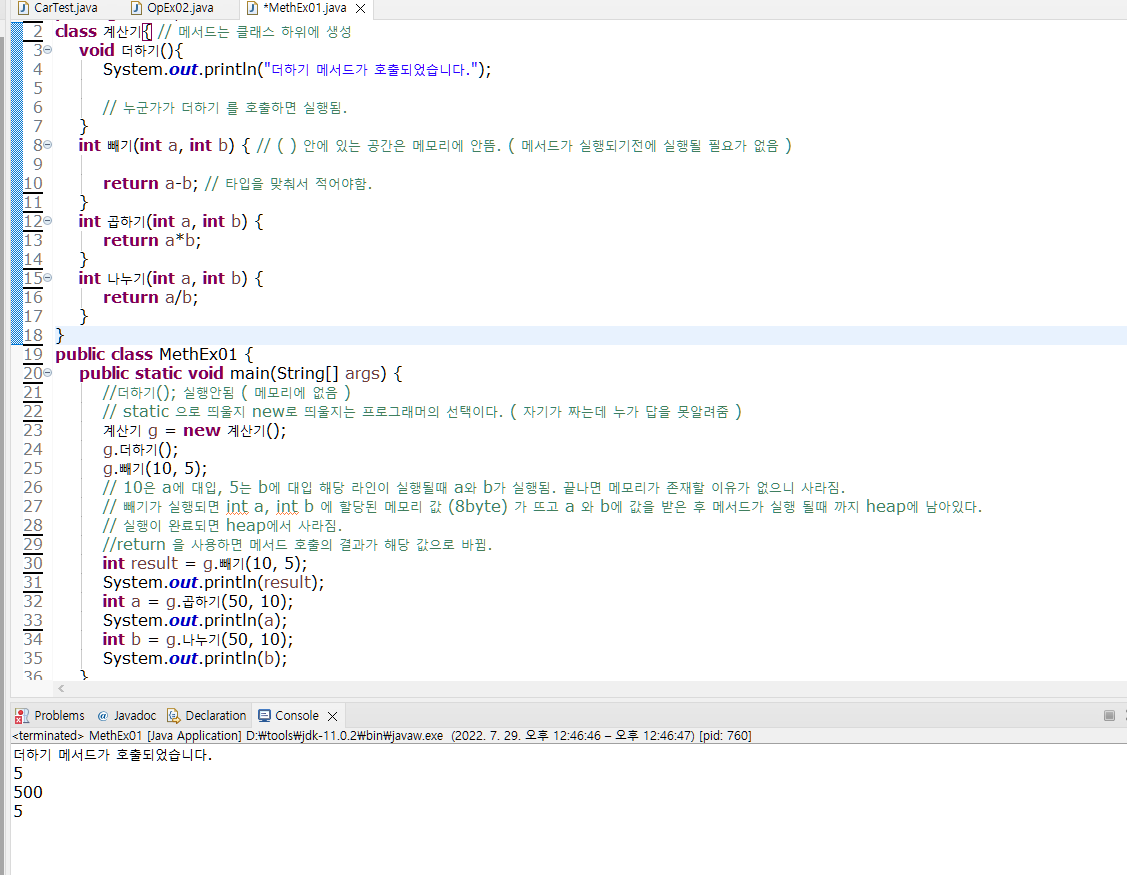 CarTest.java OpEx02.java *MethEx01.java
2 class 계산기{ // 메서드는 클래스 하위에 생성
3 void 더하기(){
4 System.out.println("더하기 메서드가 호출되었습니다.");
5
6 // 누군가가 더하기 를 호출하면 실행됨.
7 }
8 int 빼기(int a, int b) { // ( ) 안에 있는 공간은 메모리에 안뜸. ( 메서드가 실행되기전에 실행될 필요가 없음 )
9
10 return a-b; // 타입을 맞춰서 적어야함.
11 }
12 int 곱하기(int a, int b) {
13 return a*b;
14 }
15 int 나누기(int a, int b) {
16 return a/b;
17 }
18 }
19 public class MethEx01 {
20 public static void main(String[] args) {
21 //더하기(); 실행안됨 ( 메모리에 없음 )
22 // static 으로 띄울지 new로 띄울지는 프로그래머의 선택이다. ( 자기가 짜는데 누가 답을 못알려줌 )
23 계산기 g = new 계산기();
24 g.더하기();
25 g.빼기(10, 5);
26 // 10은 a에 대입, 5는 b에 대입 해당 라인이 실행될때 a와 b가 실행됨. 끝나면 메모리가 존재할 이유가 없으니 사라짐.
27 // 빼기가 실행되면 int a, int b 에 할당된 메모리 값 (8byte) 가 뜨고 a 와 b에 값을 받은 후 메서드가 실행 될때 까지 heap에 남아있다.
28 // 실행이 완료되면 heap에서 사라짐.
29 //return 을 사용하면 메서드 호출의 결과가 해당 값으로 바뀜.
30 int result = g.빼기(10, 5);
31 System.out.println(result);
32 int a = g.곱하기(50, 10);
33 System.out.println(a);
34 int b = g.나누기(50, 10);
35 System.out.println(b);
36 }
Problems Javadoc Declaration Console
<terminated> MethEx01 [Java Application] D:₩tools₩jdk-11.0.2₩bin₩javaw.exe (2022. 7. 29. 오후 12:46:46 – 오후 12:46:47) [pid: 760]
더하기 메서드가 호출되었습니다.
5
500
5